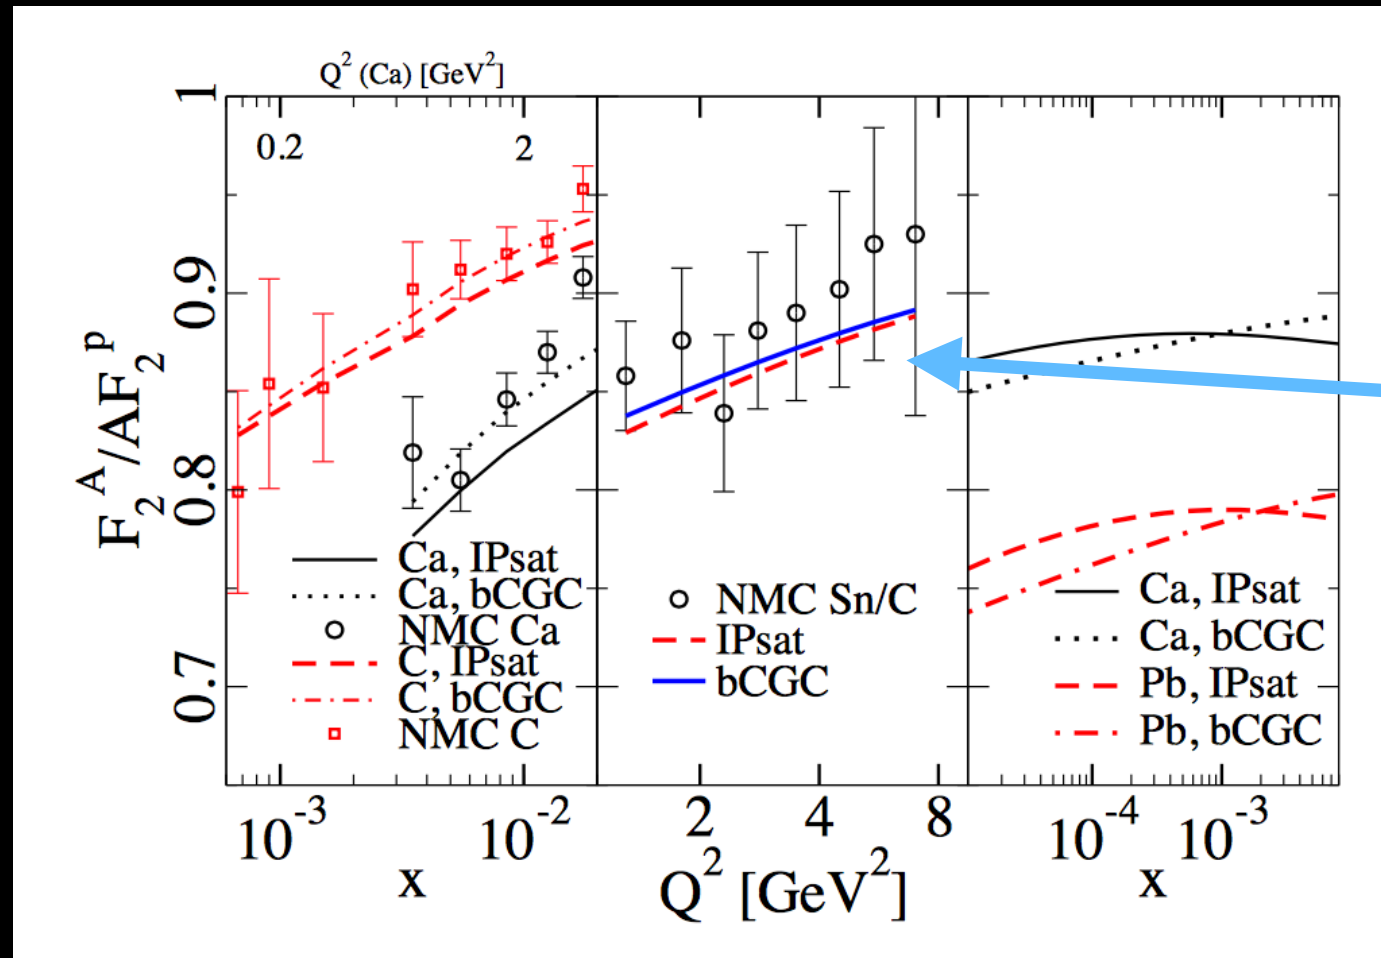 Q² (Ca) [GeV²]
0.2 2
1
0.9
0.8
0.7
F₂ᴬ/AF₂ᵖ
Ca, IPsat
Ca, bCGC
NMC Ca
C, IPsat
C, bCGC
NMC C
10⁻³ 10⁻²
x
NMC Sn/C
IPsat
bCGC
2 4 8
Q² [GeV²]
Ca, IPsat
Ca, bCGC
Pb, IPsat
Pb, bCGC
10⁻⁴ 10⁻³
x